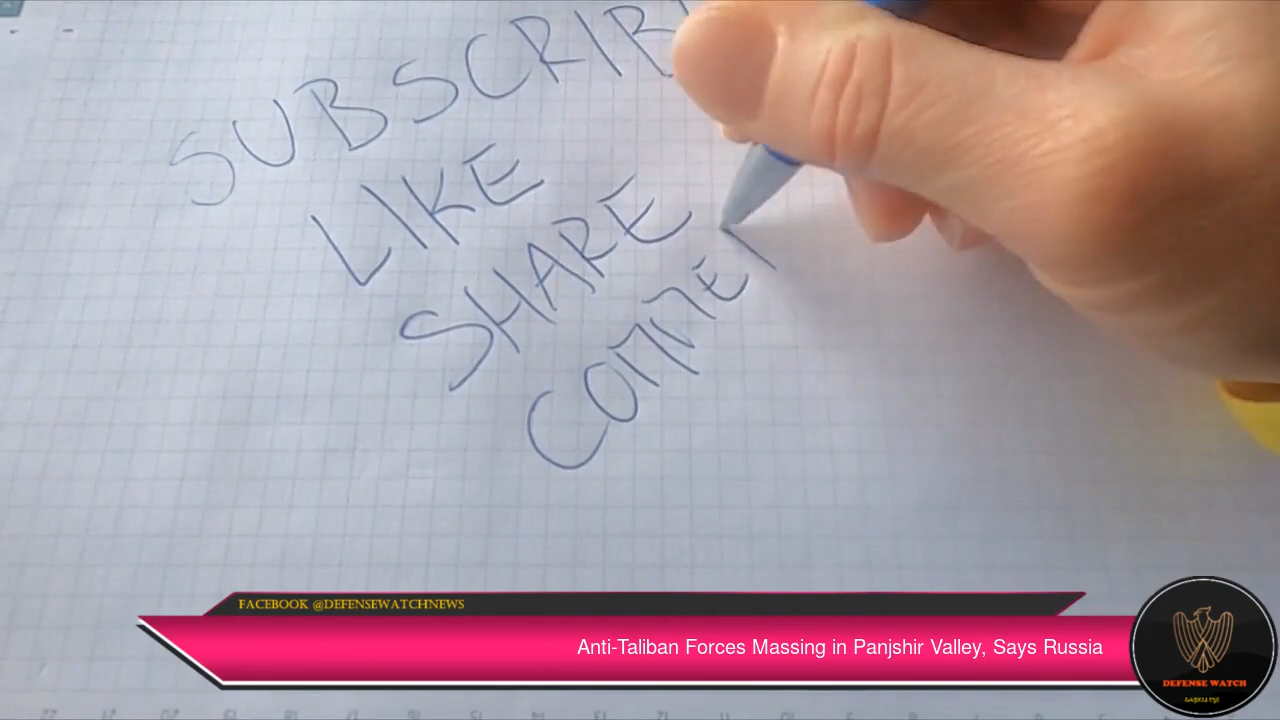 SUBSCRIB
LIKE
SHARE
COMME
FACEBOOK @DEFENSEWATCHNEWS
Anti-Taliban Forces Massing in Panjshir Valley, Says Russia
DEFENSE WATCH